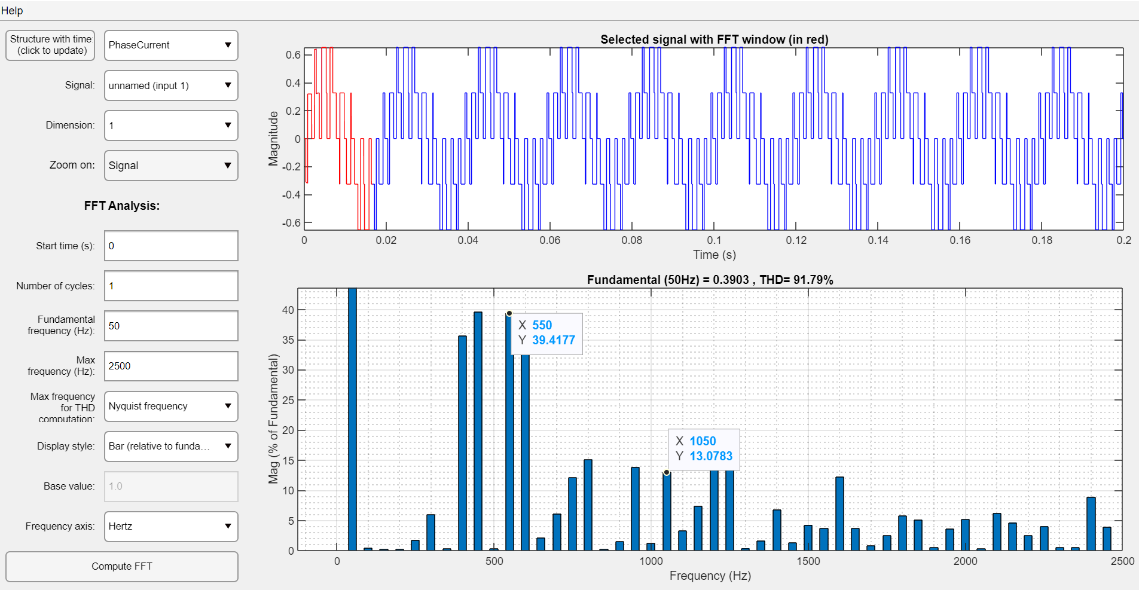 Help
Structure with time
(click to update)
PhaseCurrent
Signal:
unnamed (input 1)
Dimension:
1
Zoom on:
Signal
FFT Analysis:
Start time (s):
0
Number of cycles:
1
Fundamental
frequency (Hz):
50
Max
frequency (Hz):
2500
Max frequency
for THD
computation:
Nyquist frequency
Display style:
Bar (relative to funda...
Base value:
1.0
Frequency axis:
Hertz
Compute FFT
Selected signal with FFT window (in red)
Magnitude
0.6
0.4
0.2
0
-0.2
-0.4
-0.6
0 0.02 0.04 0.06 0.08 0.1 0.12 0.14 0.16 0.18 0.2
Time (s)
Fundamental (50Hz) = 0.3903 , THD= 91.79%
Mag (% of Fundamental)
40
35
30
25
20
15
10
5
0
X 550
Y 39.4177
X 1050
Y 13.0783
0 500 1000 1500 2000 2500
Frequency (Hz)